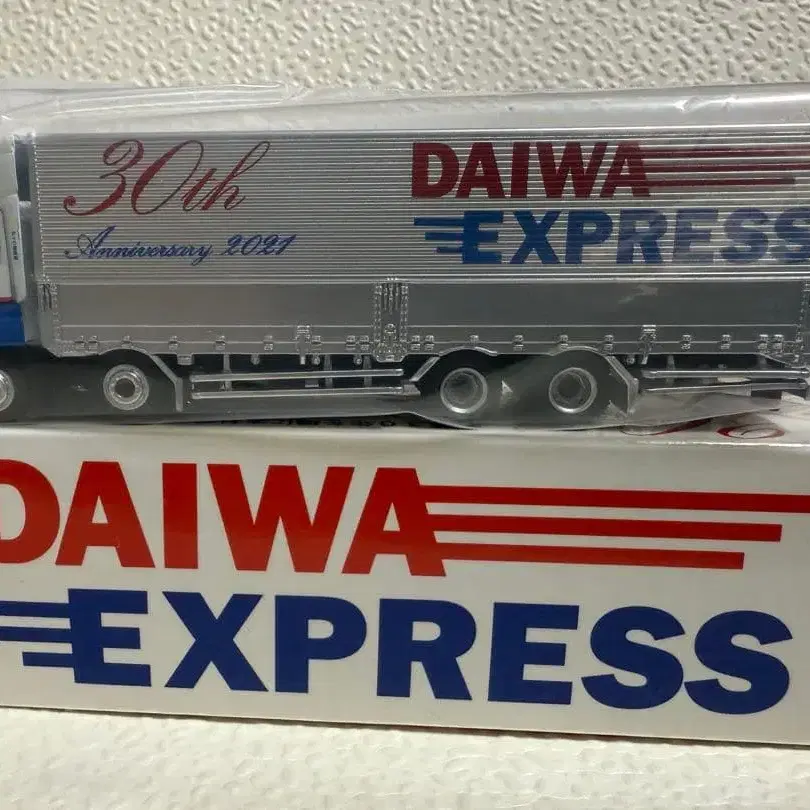 30th
Anniversary 2021
DAIWA
EXPRESS
DAIWA
EXPRESS